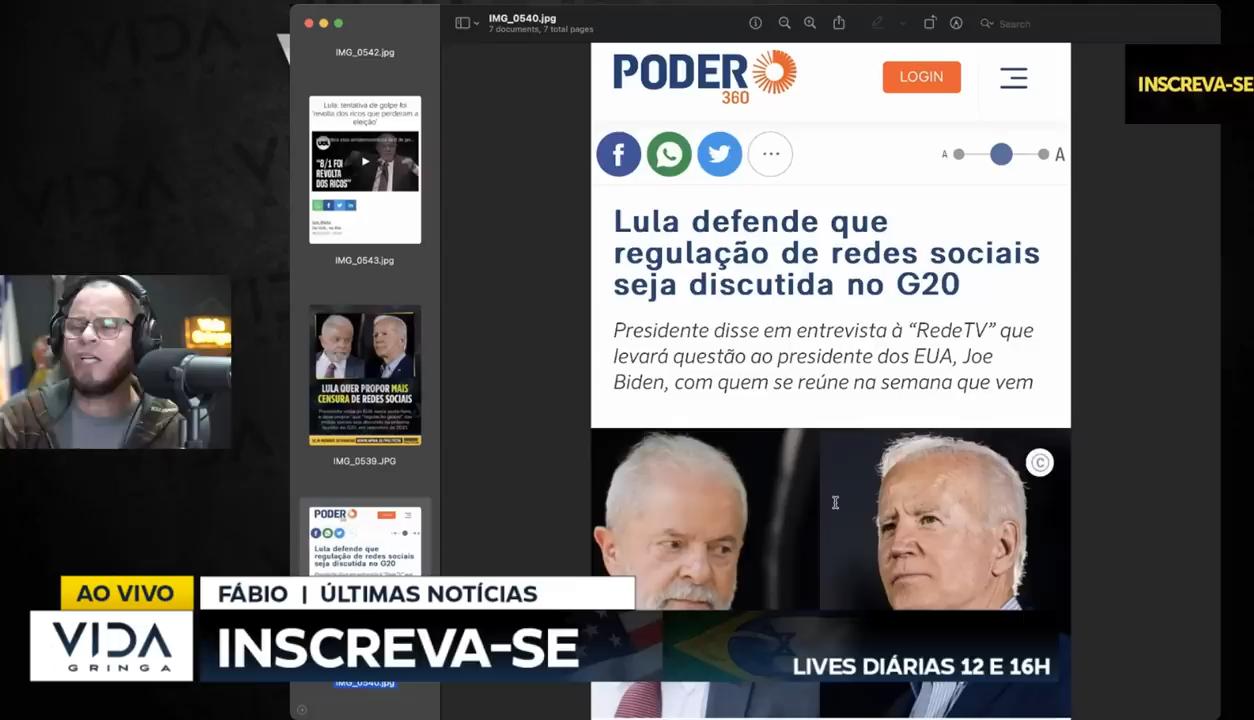 IMG_0540.jpg
7 documents, 7 total pages
Search
IMG_0542.jpg
Lula: tentativa de golpe foi
'revolta dos ricos que perderam a
eleição'
"8/1 FOI
REVOLTA
DOS RICOS"
IMG_0543.jpg
LULA QUER PROPOR MAIS
CENSURA DE REDES SOCIAIS
IMG_0539.JPG
PODER
360
Lula defende que
regulação de redes sociais
seja discutida no G20
IMG_0540.jpg
PODER
360
LOGIN
A A
Lula defende que
regulação de redes sociais
seja discutida no G20
Presidente disse em entrevista à “RedeTV” que
levará questão ao presidente dos EUA, Joe
Biden, com quem se reúne na semana que vem
©
INSCREVA-SE
AO VIVO
FÁBIO | ÚLTIMAS NOTÍCIAS
VIDA
GRINGA
INSCREVA-SE
LIVES DIÁRIAS 12 E 16H